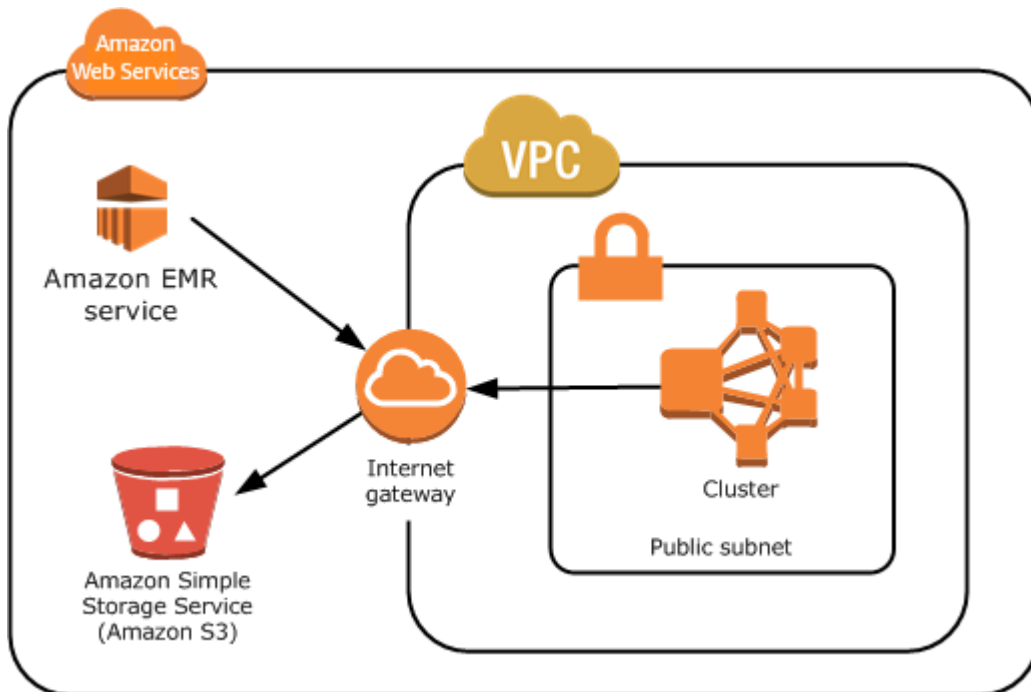 Amazon
Web Services
VPC
Amazon EMR
service
Internet
gateway
Cluster
Public subnet
Amazon Simple
Storage Service
(Amazon S3)